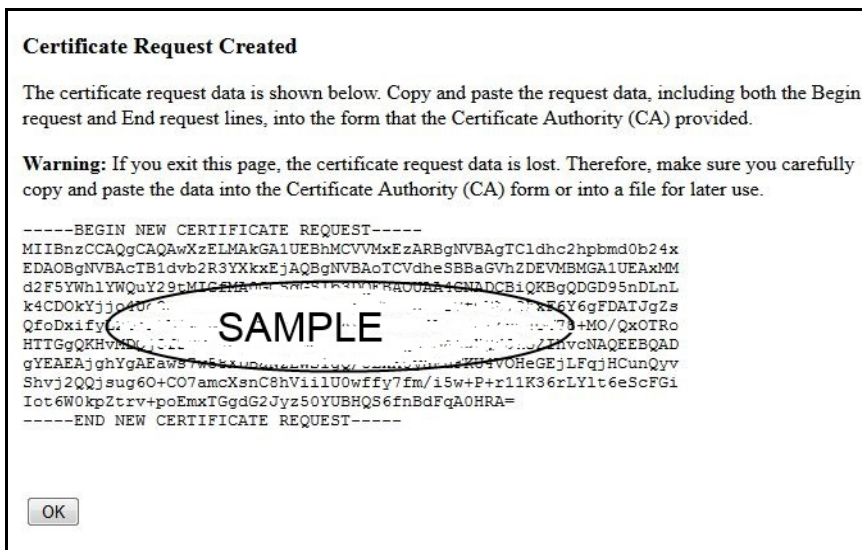 Certificate Request Created
The certificate request data is shown below. Copy and paste the request data, including both the Begin
request and End request lines, into the form that the Certificate Authority (CA) provided.
Warning: If you exit this page, the certificate request data is lost. Therefore, make sure you carefully
copy and paste the data into the Certificate Authority (CA) form or into a file for later use.
-----BEGIN NEW CERTIFICATE REQUEST-----
MIIBnzCCAQgCAQAwXzELMAkGA1UEBhMCVVMxEzARBgNVBAgTCldhc2hpbmd0b24x
EDAOBgNVBAcTB1dvb2R3YXkxEjAQBgNVBAoTCVdheSBBaGVhZDEVMBMGA1UEAxMM
SAMPLE
Shvj2QQjsug6O+CO7amcXsnC8hViilU0wffy7fm/i5w+P+r11K36rLYlt6eScFGi
Iot6W0kpZtrv+poEmxTGgdG2Jyz50YUBHQS6fnBdFqA0HRA=
-----END NEW CERTIFICATE REQUEST-----
OK